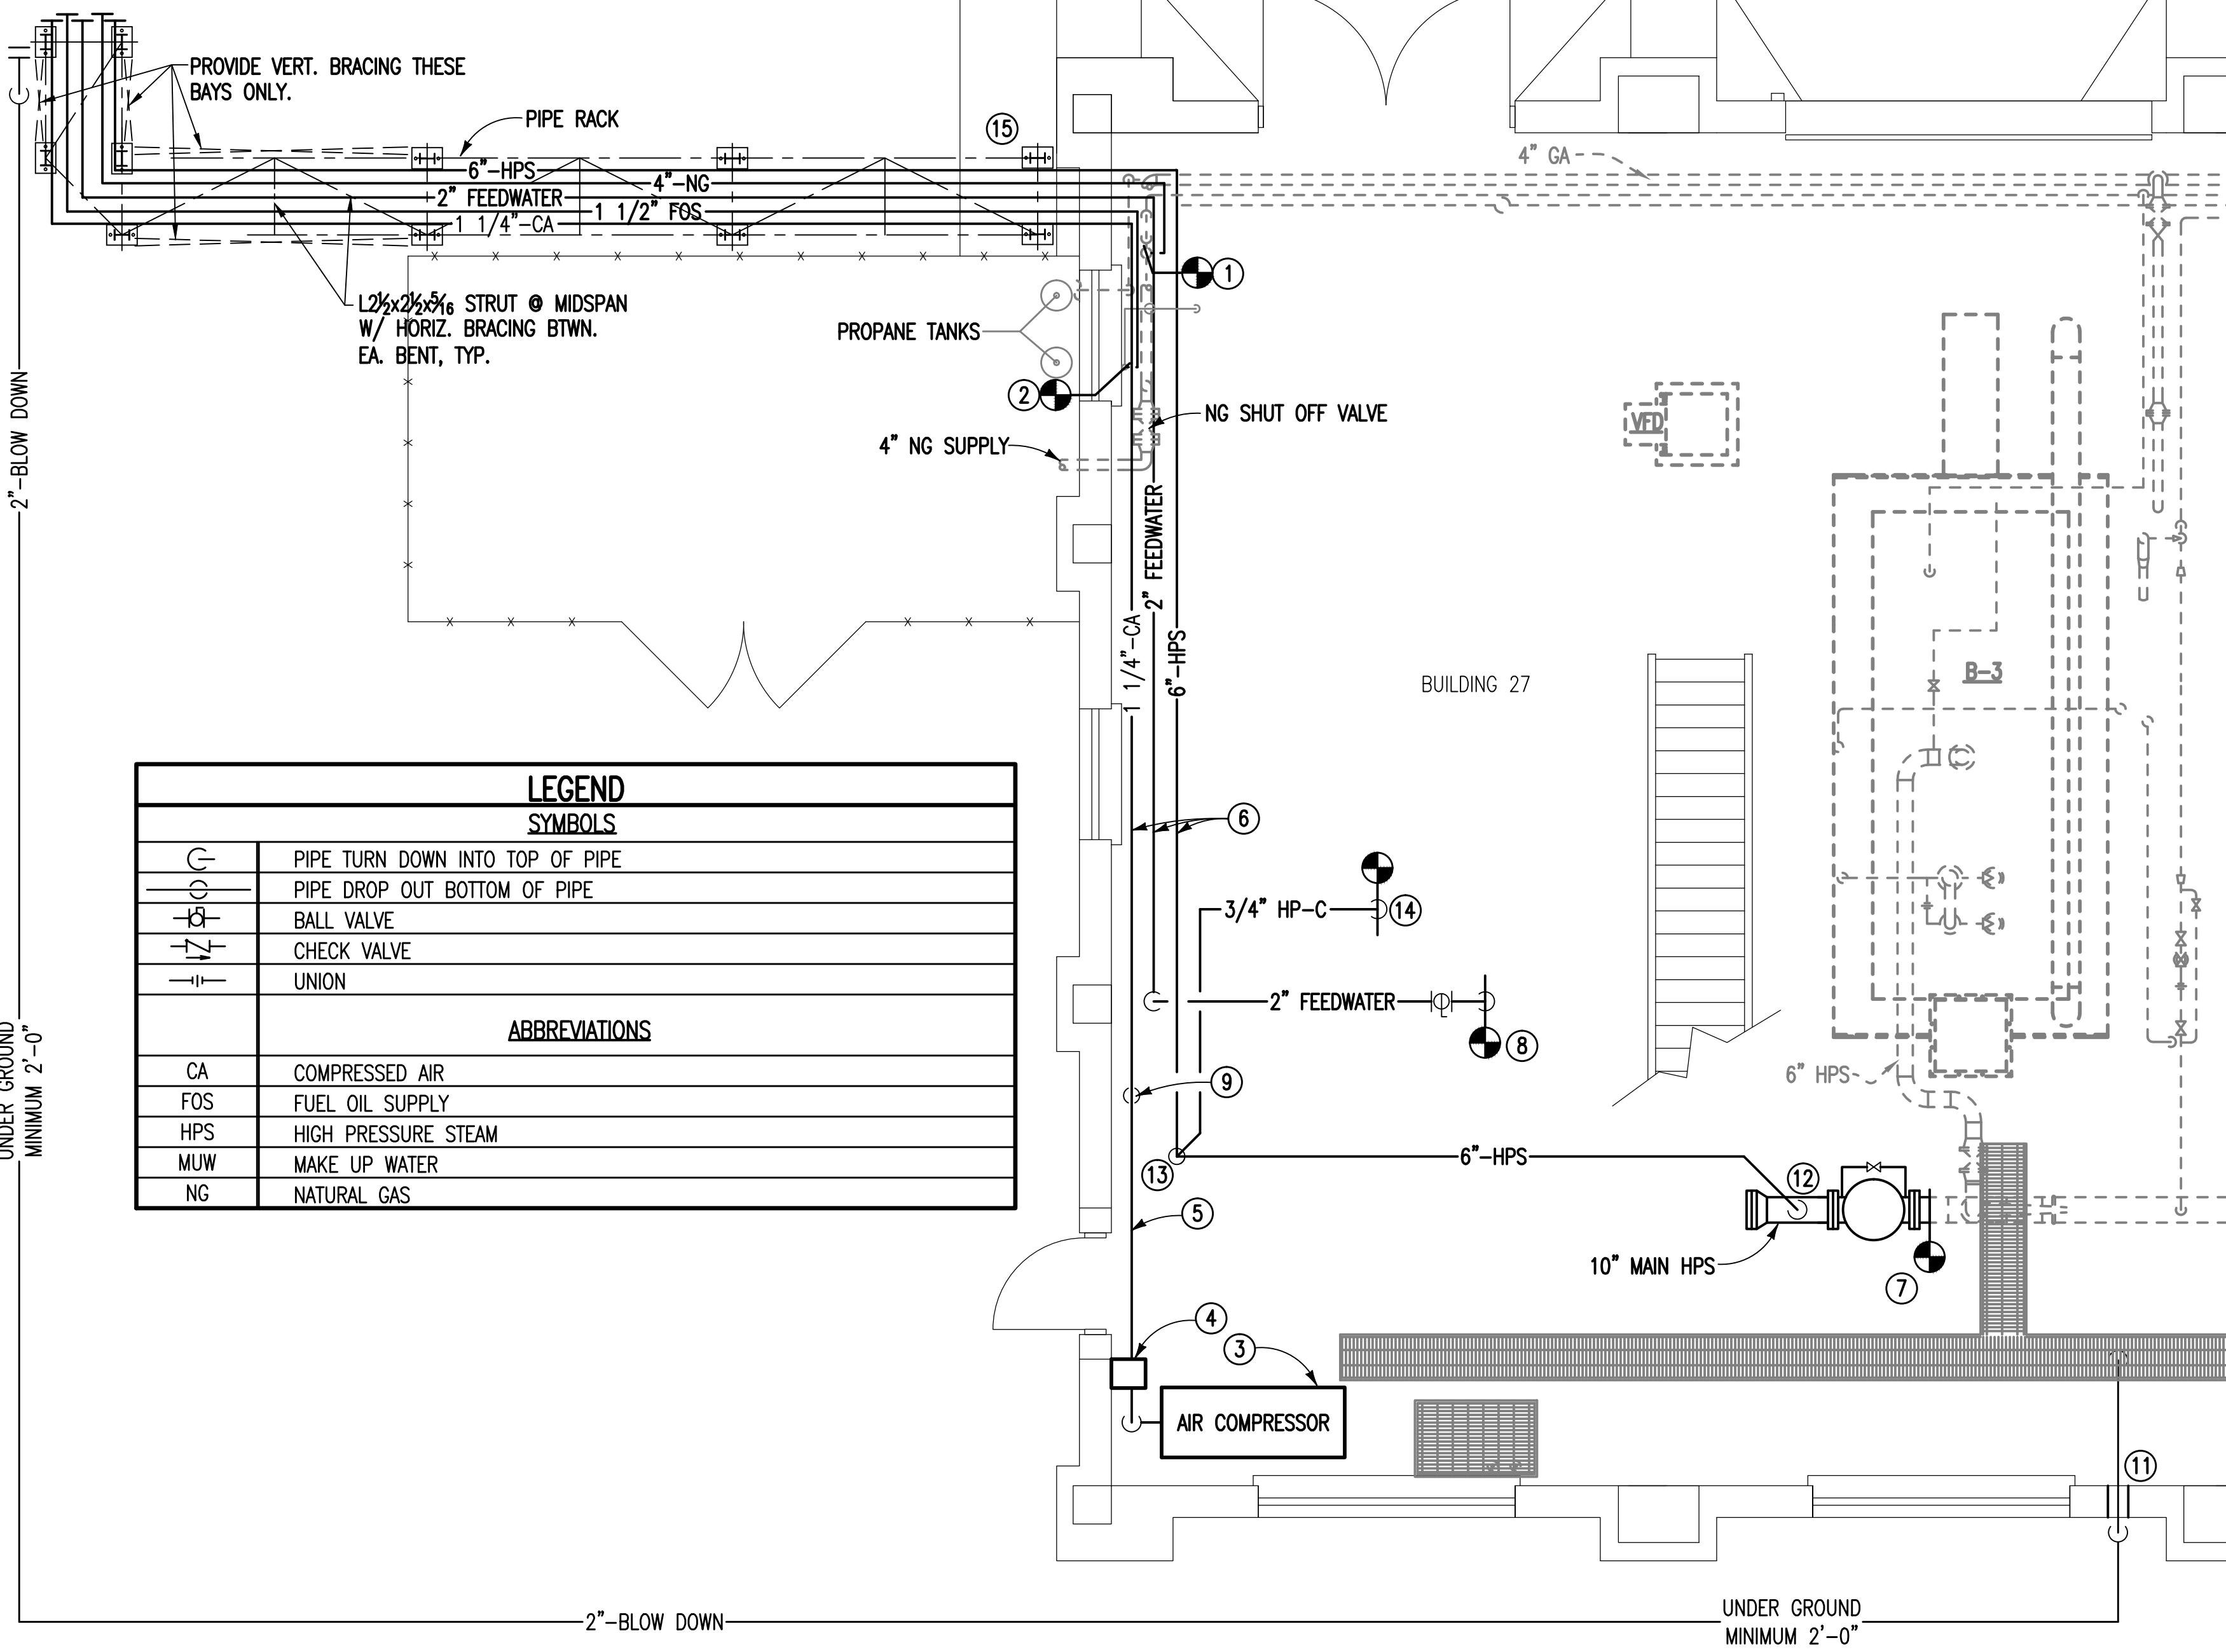 PROVIDE VERT. BRACING THESE
BAYS ONLY.
PIPE RACK
15
4" GA
6"-HPS
4"-NG
2" FEEDWATER
1 1/2" FOS
1 1/4"-CA
1
L2½x2½x5⁄16 STRUT @ MIDSPAN
W/ HORIZ. BRACING BTWN.
EA. BENT, TYP.
PROPANE TANKS
2
NG SHUT OFF VALVE
4" NG SUPPLY
VFD
2"-BLOW DOWN
2" FEEDWATER
1 1/4"-CA
6"-HPS
BUILDING 27
B-3
LEGEND
SYMBOLS
PIPE TURN DOWN INTO TOP OF PIPE
PIPE DROP OUT BOTTOM OF PIPE
BALL VALVE
CHECK VALVE
UNION
ABBREVIATIONS
CA COMPRESSED AIR
FOS FUEL OIL SUPPLY
HPS HIGH PRESSURE STEAM
MUW MAKE UP WATER
NG NATURAL GAS
6
3/4" HP-C
14
2" FEEDWATER
8
9
6" HPS
UNDER GROUND
MINIMUM 2'-0"
6"-HPS
13
12
5
10" MAIN HPS
7
4
3
AIR COMPRESSOR
11
2"-BLOW DOWN
UNDER GROUND
MINIMUM 2'-0"